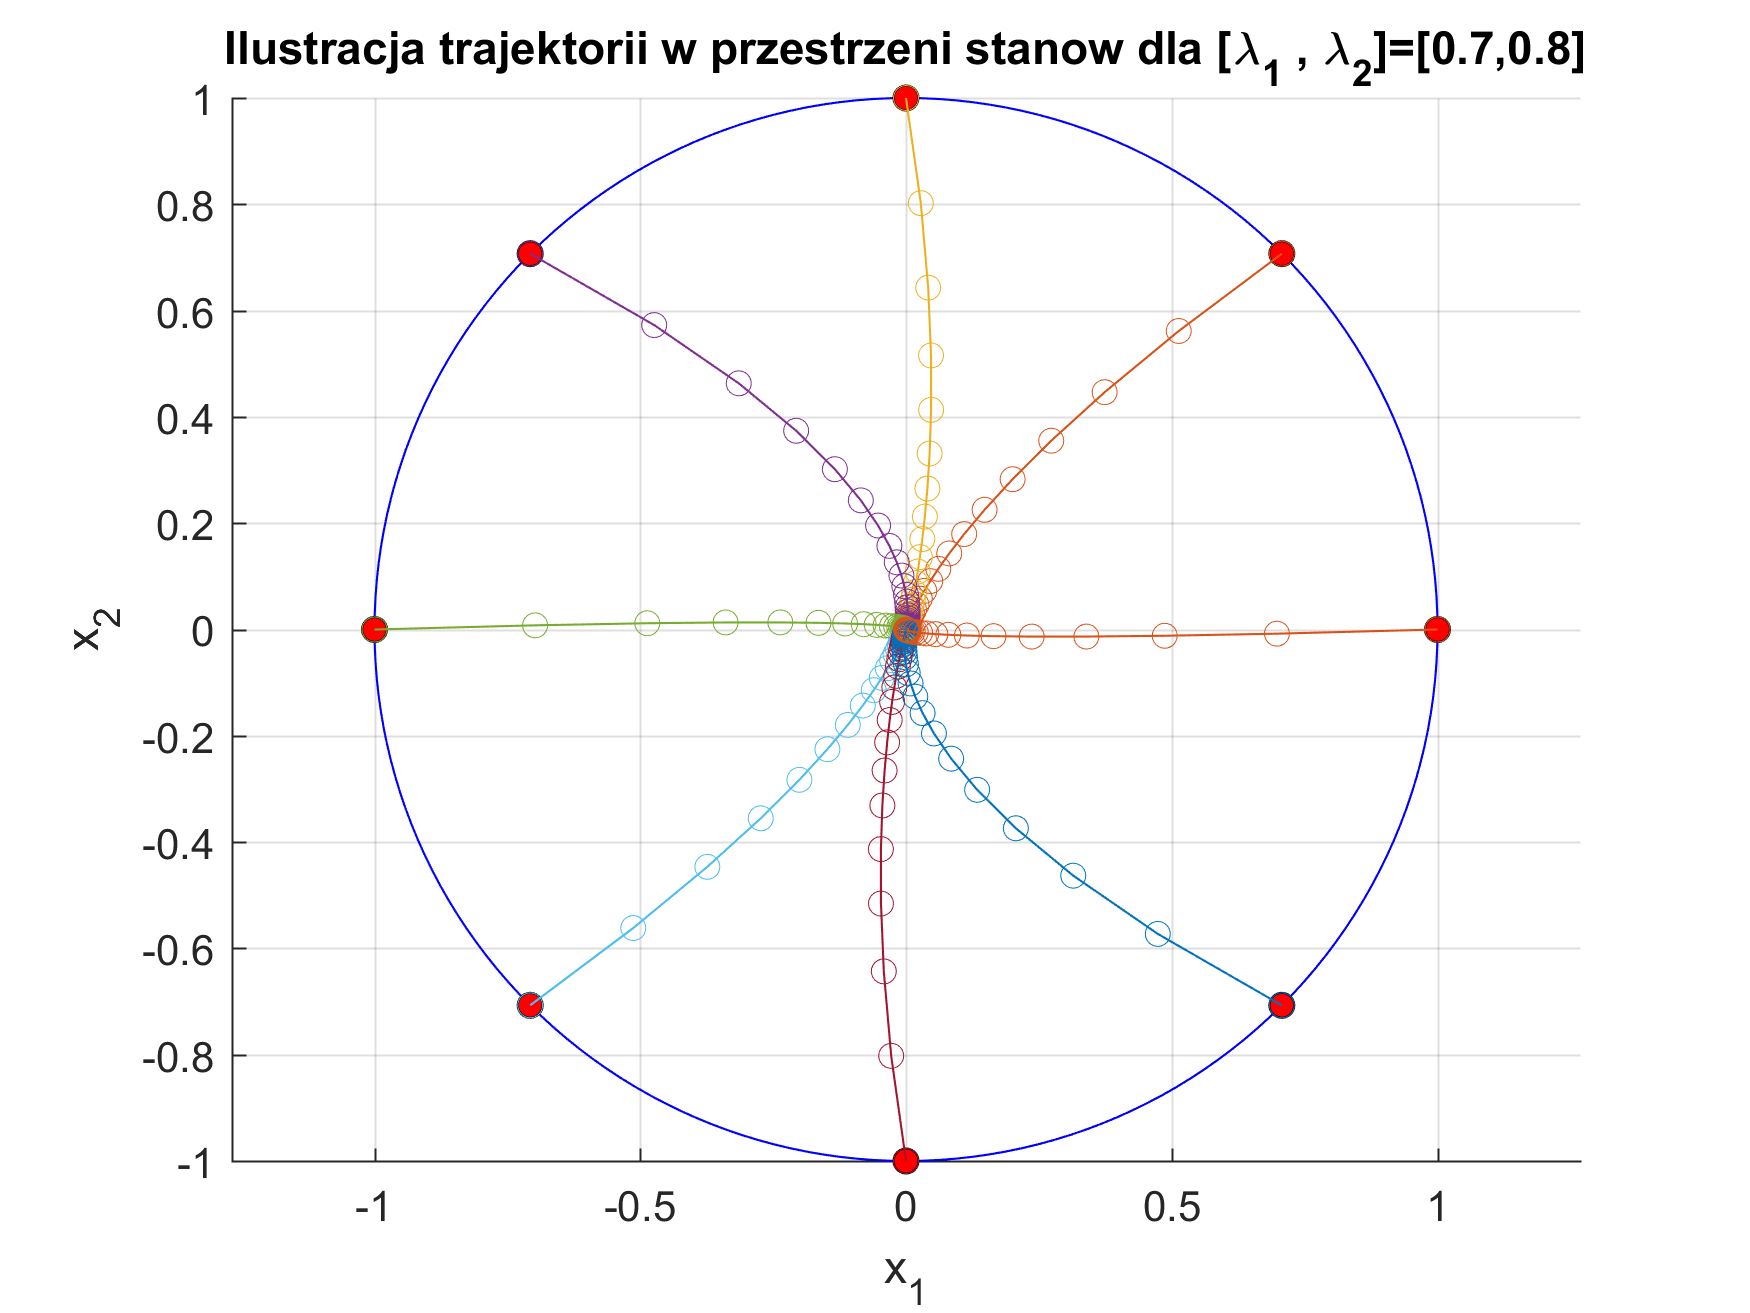 Ilustracja trajektorii w przestrzeni stanow dla [λ₁ , λ₂]=[0.7,0.8]
1
0.8
0.6
0.4
0.2
0
-0.2
-0.4
-0.6
-0.8
-1
x₂
-1 -0.5 0 0.5 1
x₁